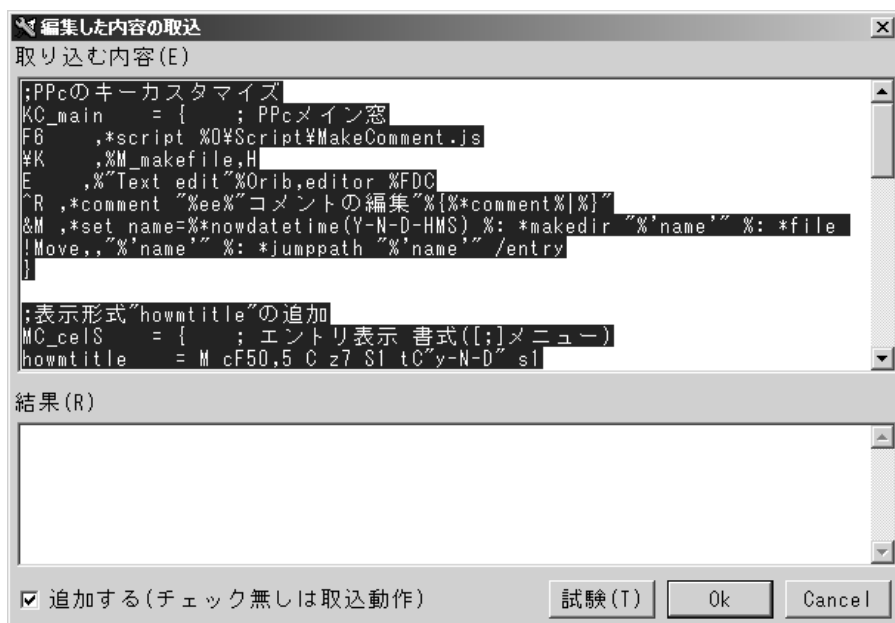 編集した内容の取込
取り込む内容(E)
;PPcのキーカスタマイズ
KC_main    = {    ; PPcメイン窓
F6    ,*script %0¥Script¥MakeComment.js
¥K    ,%M_makefile,H
E    ,%"Text edit"%Orib,editor %FDC
^R ,*comment "%ee%"コメントの編集"%{%*comment%|%}"
&M ,*set name=%*nowdatetime(Y-N-D-HMS) %: *makedir "%'name'" %: *file
!Move,,"%'name'" %: *jumppath "%'name'" /entry
}
;表示形式"howmtitle"の追加
MC_celS    = {    ; エントリ表示 書式([;]メニュー)
howmtitle    = M cF50,5 C z7 S1 tC"y-N-D" s1
結果(R)
追加する(チェック無しは取込動作)
試験(T)
Ok
Cancel